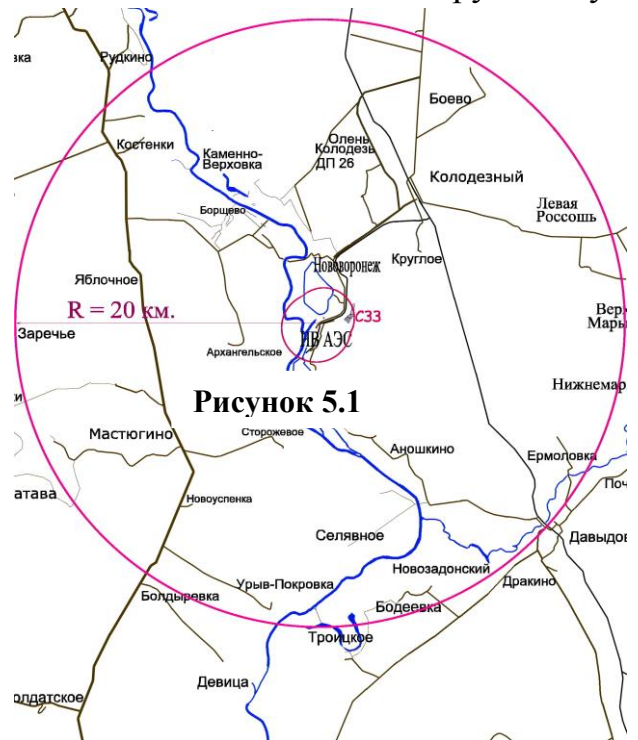 Рудкино
Боево
Костенки
Олень
Колодезь
ДП 26
Каменно-
Верховка
Колодезный
Борщево
Левая
Россошь
Нововоронеж
Круглое
Яблочное
R = 20 км.
СЗЗ
Заречье
НВ АЭС
Архангельское
Нижнемар
Рисунок 5.1
Мастюгино
Сторожевое
Аношкино
Ермоловка
Новоуспенка
Селявное
Давыдов
Новозадонский
Урыв-Покровка
Дракино
Болдыревка
Бодеевка
Троицкое
Девица
олдатское